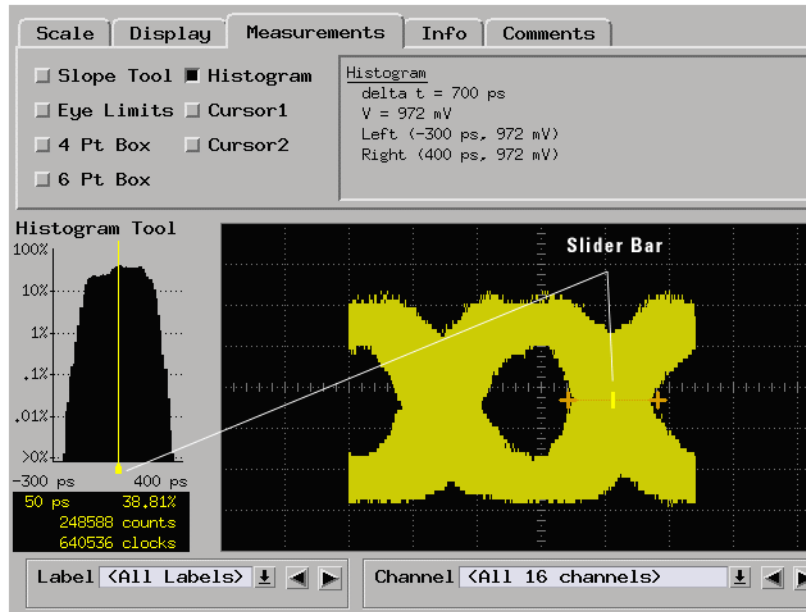 Scale Display Measurements Info Comments
Slope Tool Histogram
Eye Limits Cursor1
4 Pt Box Cursor2
6 Pt Box
Histogram
delta t = 700 ps
V = 972 mV
Left (-300 ps, 972 mV)
Right (400 ps, 972 mV)
Histogram Tool
100%
10%
1%
.1%
.01%
>0%
-300 ps 400 ps
50 ps 38.81%
248588 counts
640536 clocks
Slider Bar
Label <All Labels>
Channel <All 16 channels>